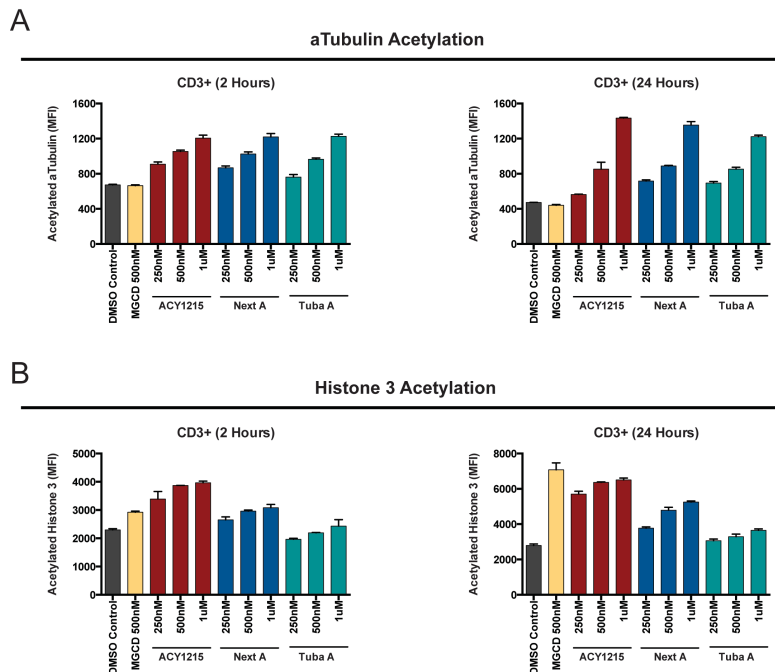 A
aTubulin Acetylation
CD3+ (2 Hours)
Acetylated aTubulin (MFI)
1600
1200
800
400
0
DMSO Control
MGCD 500nM
250nM
500nM
1uM
250nM
500nM
1uM
250nM
500nM
1uM
ACY1215
Next A
Tuba A
CD3+ (24 Hours)
Acetylated aTubulin (MFI)
1600
1200
800
400
0
DMSO Control
MGCD 500nM
250nM
500nM
1uM
250nM
500nM
1uM
250nM
500nM
1uM
ACY1215
Next A
Tuba A
B
Histone 3 Acetylation
CD3+ (2 Hours)
Acetylated Histone 3 (MFI)
5000
4000
3000
2000
1000
0
DMSO Control
MGCD 500nM
250nM
500nM
1uM
250nM
500nM
1uM
250nM
500nM
1uM
ACY1215
Next A
Tuba A
CD3+ (24 Hours)
Acetylated Histone 3 (MFI)
8000
6000
4000
2000
0
DMSO Control
MGCD 500nM
250nM
500nM
1uM
250nM
500nM
1uM
250nM
500nM
1uM
ACY1215
Next A
Tuba A